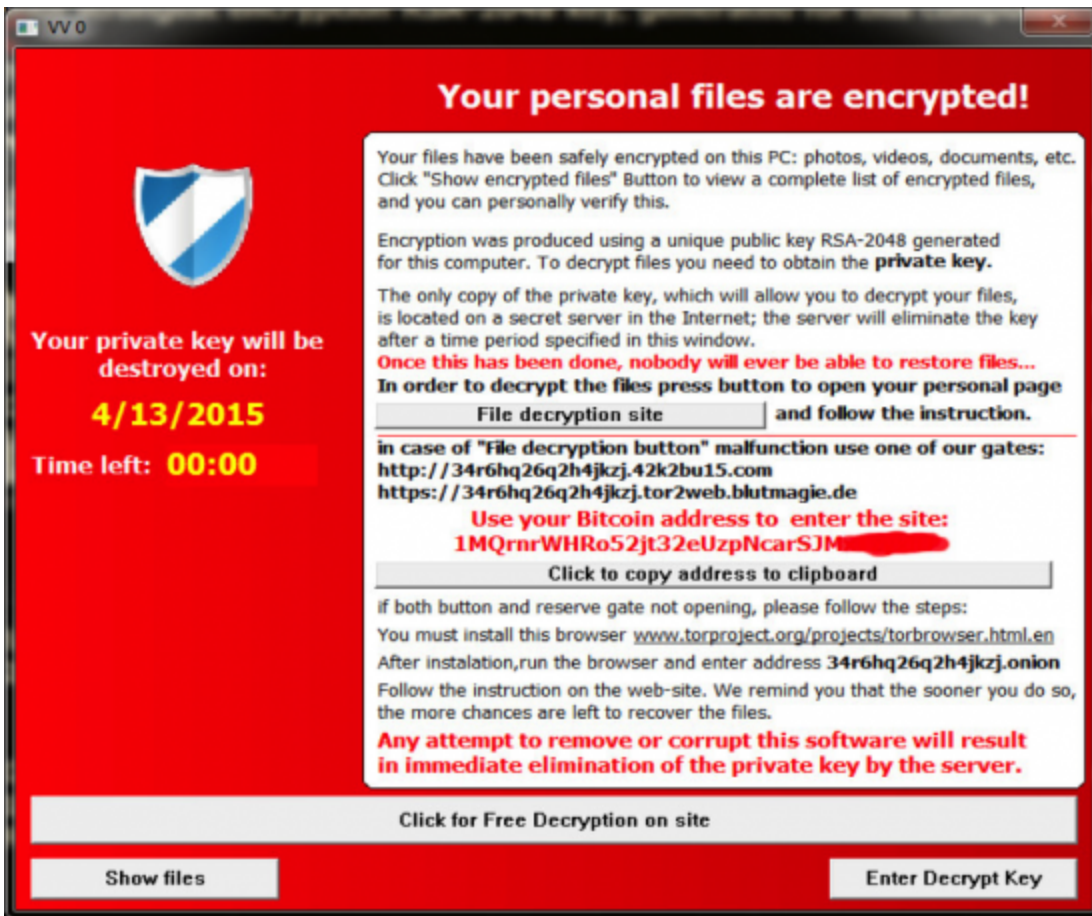 VV 0
Your personal files are encrypted!
Your files have been safely encrypted on this PC: photos, videos, documents, etc.
Click "Show encrypted files" Button to view a complete list of encrypted files,
and you can personally verify this.
Encryption was produced using a unique public key RSA-2048 generated
for this computer. To decrypt files you need to obtain the private key.
The only copy of the private key, which will allow you to decrypt your files,
is located on a secret server in the Internet; the server will eliminate the key
after a time period specified in this window.
Once this has been done, nobody will ever be able to restore files...
In order to decrypt the files press button to open your personal page
File decryption site and follow the instruction.
in case of "File decryption button" malfunction use one of our gates:
http://34r6hq26q2h4jkzj.42k2bu15.com
https://34r6hq26q2h4jkzj.tor2web.blutmagie.de
Use your Bitcoin address to enter the site:
1MQrnrWHRo52jt32eUzpNcarSJM
Click to copy address to clipboard
if both button and reserve gate not opening, please follow the steps:
You must install this browser www.torproject.org/projects/torbrowser.html.en
After instalation,run the browser and enter address 34r6hq26q2h4jkzj.onion
Follow the instruction on the web-site. We remind you that the sooner you do so,
the more chances are left to recover the files.
Any attempt to remove or corrupt this software will result
in immediate elimination of the private key by the server.
Your private key will be
destroyed on:
4/13/2015
Time left: 00:00
Click for Free Decryption on site
Show files
Enter Decrypt Key